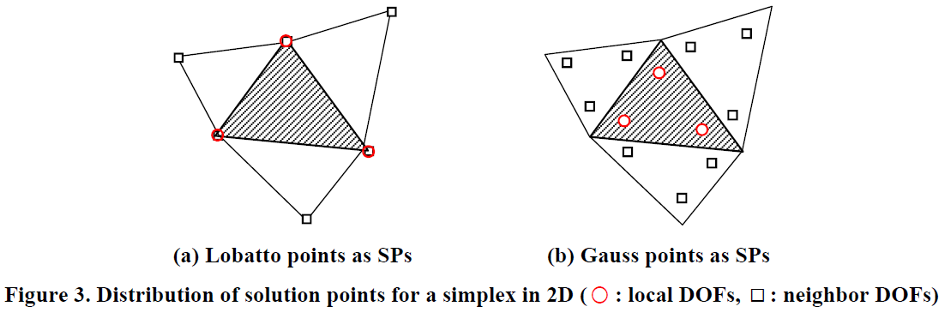 (a) Lobatto points as SPs
(b) Gauss points as SPs
Figure 3. Distribution of solution points for a simplex in 2D ( ○ : local DOFs, □ : neighbor DOFs)